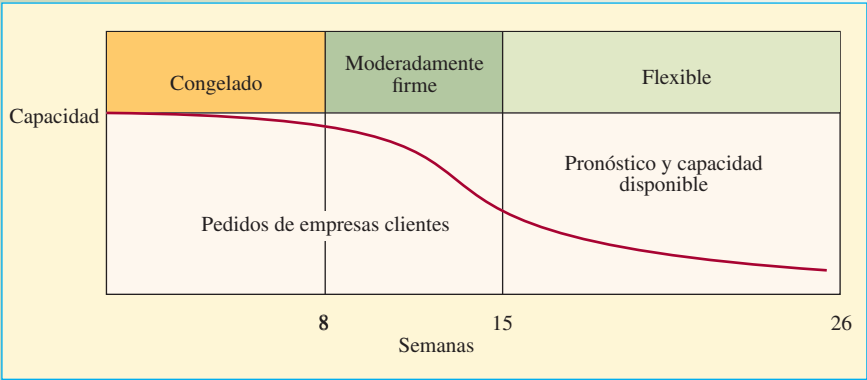 Congelado
Moderadamente
firme
Flexible
Capacidad
Pronóstico y capacidad
disponible
Pedidos de empresas clientes
8
15
26
Semanas